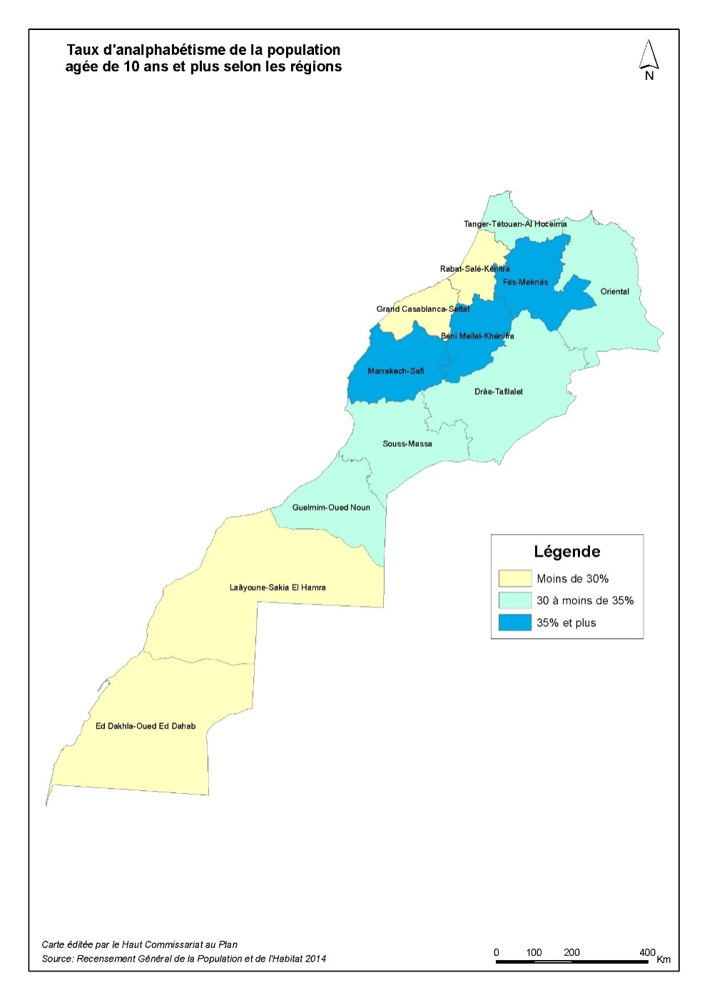 Taux d'analphabétisme de la population
agée de 10 ans et plus selon les régions
N
Tanger-Tétouan-Al Hoceima
Rabat-Salé-Kénitra
Fès-Meknès
Oriental
Grand Casablanca-Settat
Béni Mellal-Khénifra
Marrakech-Safi
Drâa-Tafilalet
Souss-Massa
Guelmim-Oued Noun
Laâyoune-Sakia El Hamra
Ed Dakhla-Oued Ed Dahab
Légende
Moins de 30%
30 à moins de 35%
35% et plus
Carte éditée par le Haut Commissariat au Plan
Source: Recensement Général de la Population et de l'Habitat 2014
0 100 200 400 Km